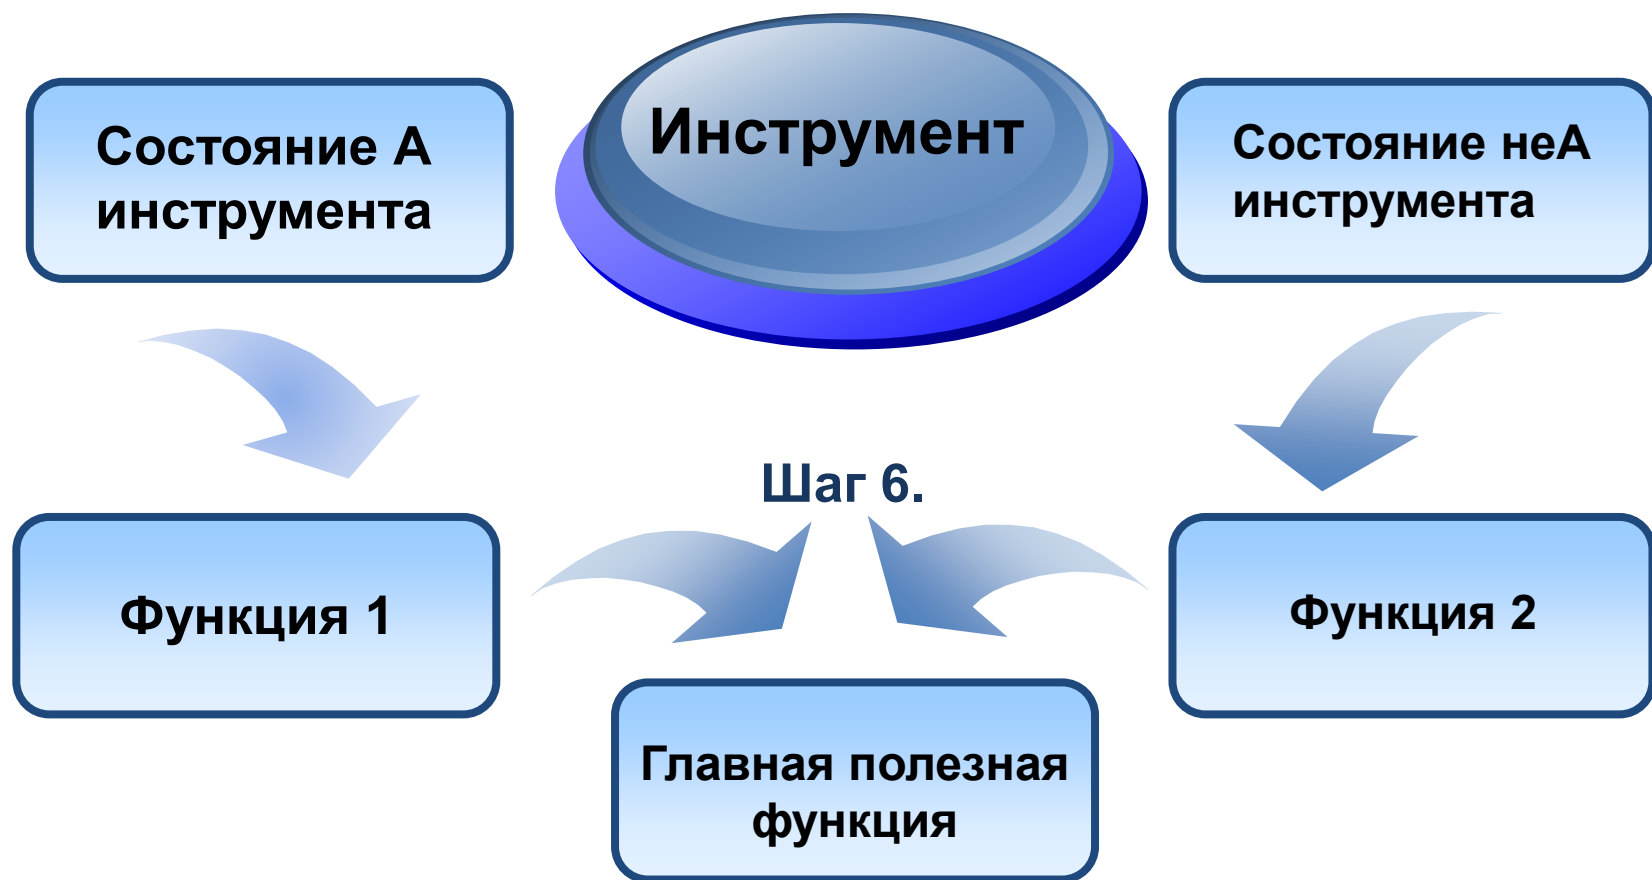 Инструмент
Состояние А
инструмента
Состояние неА
инструмента
Шаг 6.
Функция 1
Функция 2
Главная полезная
функция